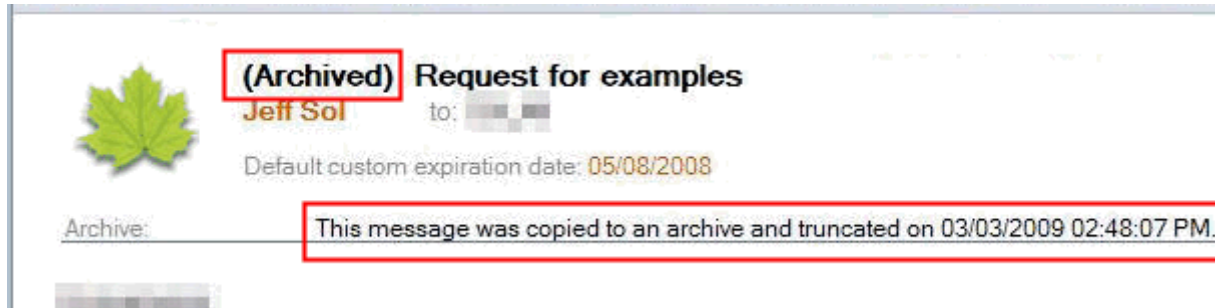 (Archived) Request for examples
Jeff Sol to:
Default custom expiration date: 05/08/2008
Archive: This message was copied to an archive and truncated on 03/03/2009 02:48:07 PM.